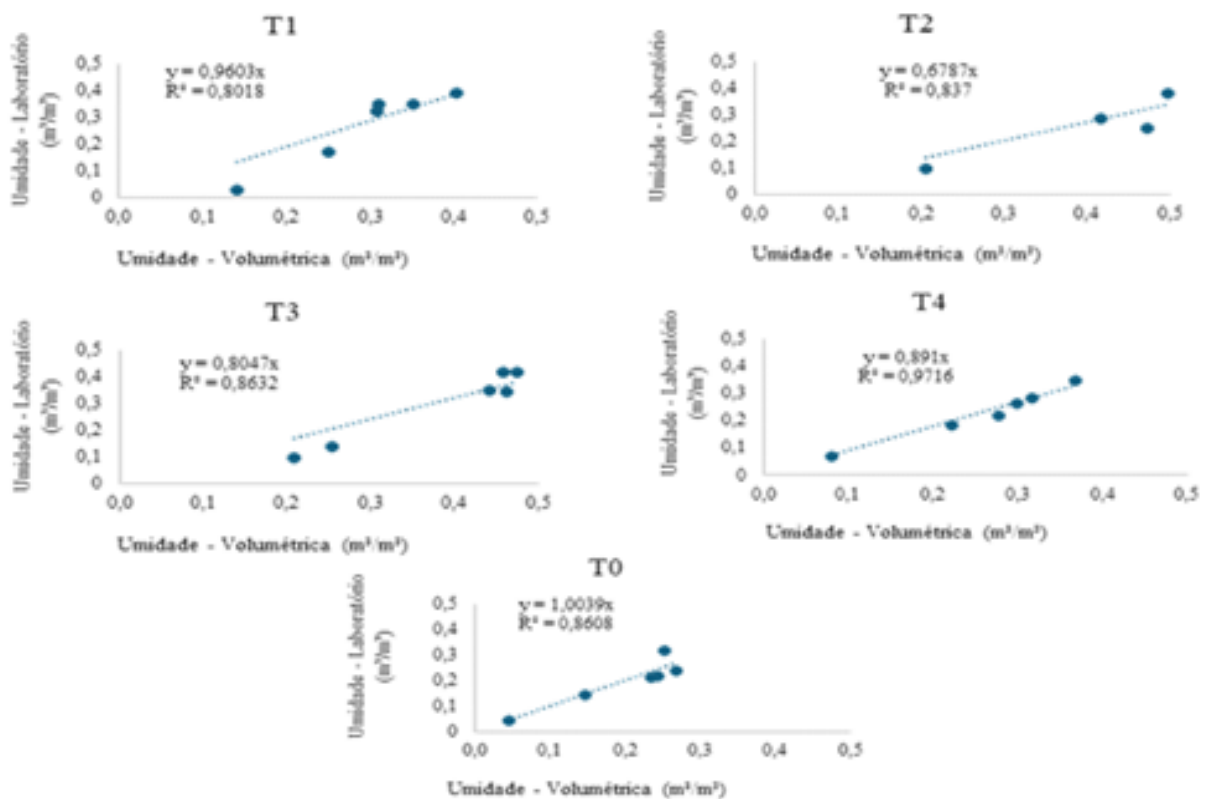 T1
Umidade - Laboratório
(m³/m³)
0,5
0,4
0,3
0,2
0,1
0
y = 0,9603x
R² = 0,8018
0,0 0,1 0,2 0,3 0,4 0,5
Umidade - Volumétrica (m³/m³)
T2
Umidade - Laboratório
(m³/m³)
0,5
0,4
0,3
0,2
0,1
0
y = 0,6787x
R² = 0,837
0,0 0,1 0,2 0,3 0,4 0,5
Umidade - Volumétrica (m³/m³)
T3
Umidade - Laboratório
(m³/m³)
0,5
0,4
0,3
0,2
0,1
0
y = 0,8047x
R² = 0,8632
0,0 0,1 0,2 0,3 0,4 0,5
Umidade - Volumétrica (m³/m³)
T4
Umidade - Laboratório
(m³/m³)
0,5
0,4
0,3
0,2
0,1
0
y = 0,891x
R² = 0,9716
0,0 0,1 0,2 0,3 0,4 0,5
Umidade - Volumétrica (m³/m³)
T0
Umidade - Laboratório
(m³/m³)
0,5
0,4
0,3
0,2
0,1
0
y = 1,0039x
R² = 0,8608
0,0 0,1 0,2 0,3 0,4 0,5
Umidade - Volumétrica (m³/m³)